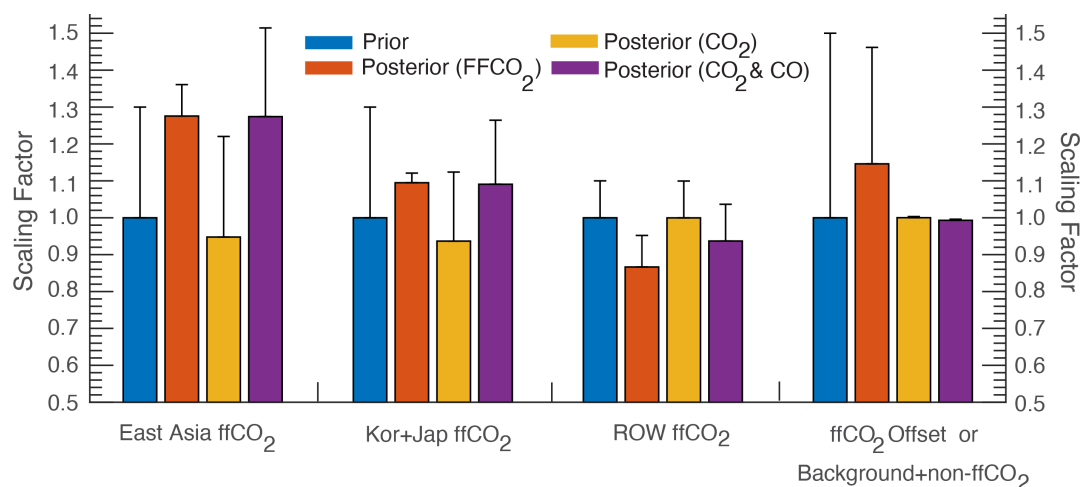 Prior
Posterior (FFCO2)
Posterior (CO2)
Posterior (CO2 & CO)
Scaling Factor
1.5
1.4
1.3
1.2
1.1
1.0
0.9
0.8
0.7
0.6
0.5
East Asia ffCO2
Kor+Jap ffCO2
ROW ffCO2
ffCO2 Offset or
Background+non-ffCO2
1.5
1.4
1.3
1.2
1.1
1.0
0.9
0.8
0.7
0.6
0.5
Scaling Factor